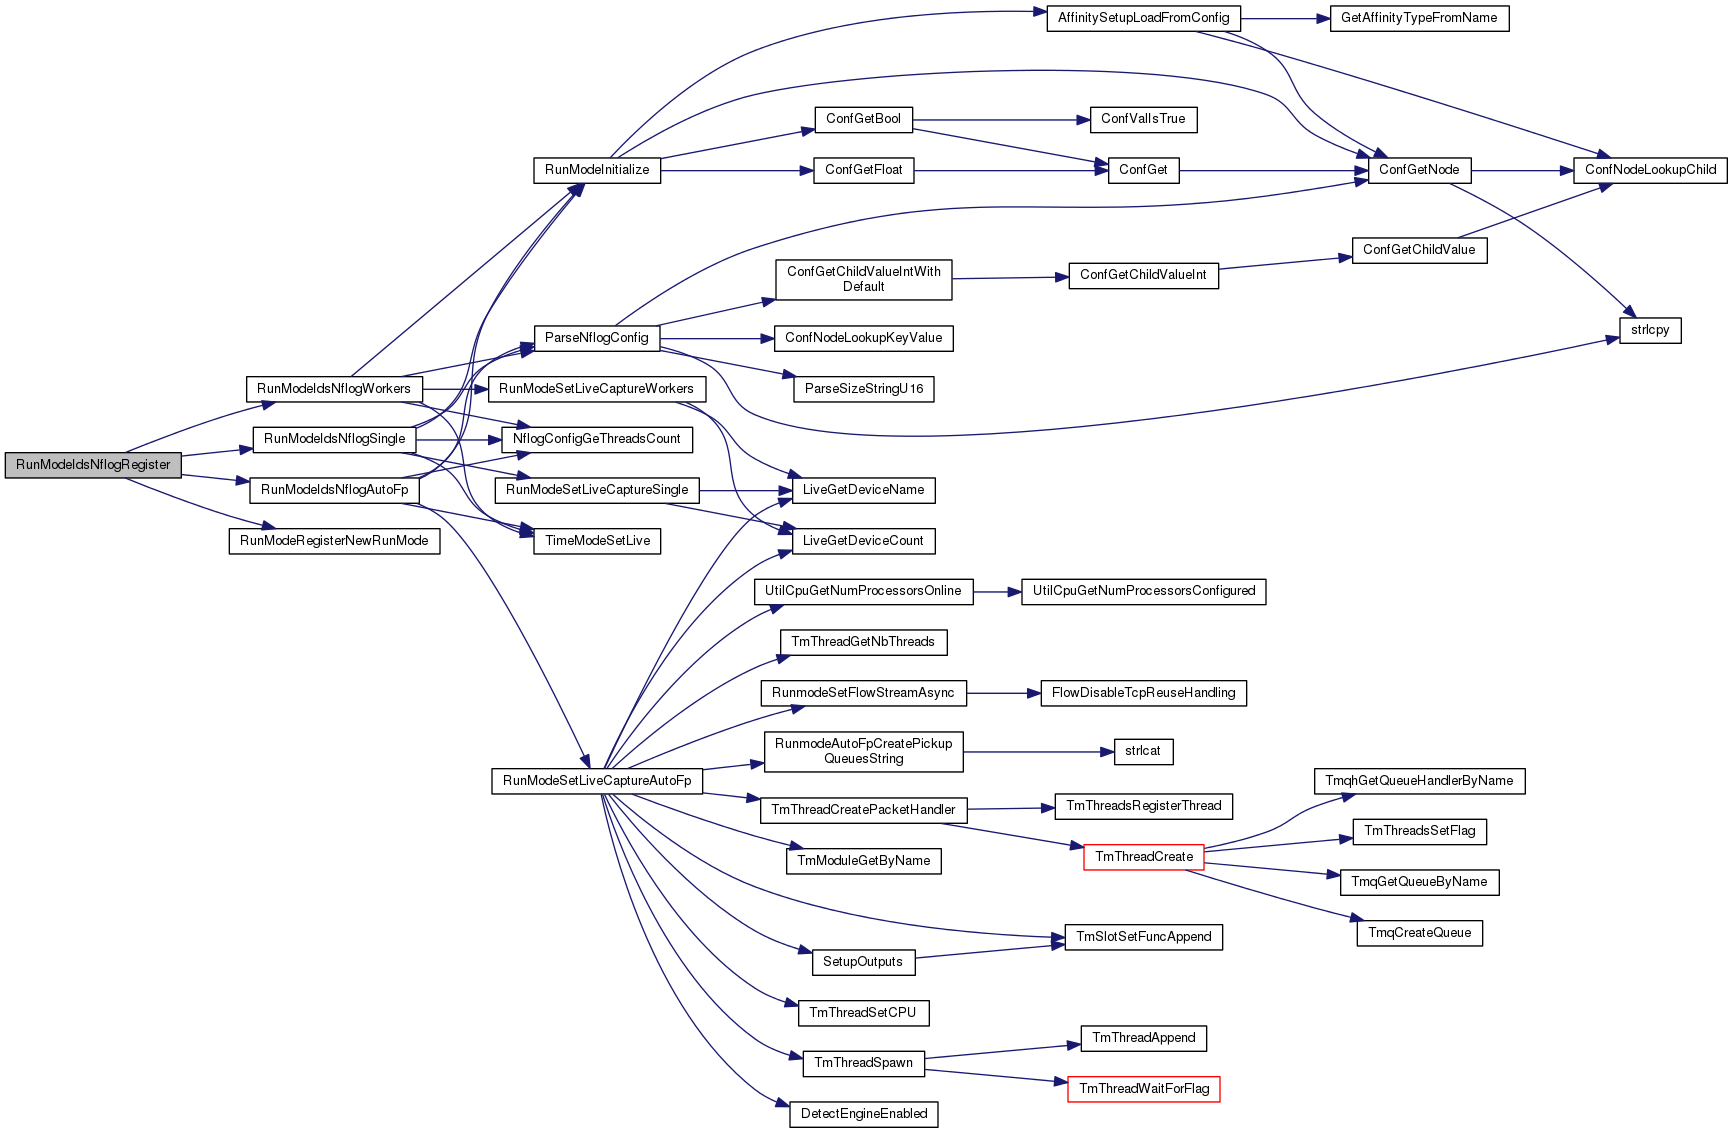 AffinitySetupLoadFromConfig
GetAffinityTypeFromName
ConfGetBool
ConfValIsTrue
RunModeInitialize
ConfGetFloat
ConfGet
ConfGetNode
ConfNodeLookupChild
ConfGetChildValue
ConfGetChildValueIntWith
Default
ConfGetChildValueInt
strlcpy
ParseNflogConfig
ConfNodeLookupKeyValue
RunModeIdsNflogWorkers
RunModeSetLiveCaptureWorkers
ParseSizeStringU16
RunModeIdsNflogSingle
NflogConfigGeThreadsCount
RunModeIdsNflogRegister
RunModeIdsNflogAutoFp
RunModeSetLiveCaptureSingle
LiveGetDeviceName
RunModeRegisterNewRunMode
TimeModeSetLive
LiveGetDeviceCount
UtilCpuGetNumProcessorsOnline
UtilCpuGetNumProcessorsConfigured
TmThreadGetNbThreads
RunmodeSetFlowStreamAsync
FlowDisableTcpReuseHandling
RunmodeAutoFpCreatePickup
QueuesString
strlcat
RunModeSetLiveCaptureAutoFp
TmqhGetQueueHandlerByName
TmThreadCreatePacketHandler
TmThreadsRegisterThread
TmThreadsSetFlag
TmModuleGetByName
TmThreadCreate
TmqGetQueueByName
TmqCreateQueue
TmSlotSetFuncAppend
SetupOutputs
TmThreadSetCPU
TmThreadAppend
TmThreadSpawn
TmThreadWaitForFlag
DetectEngineEnabled